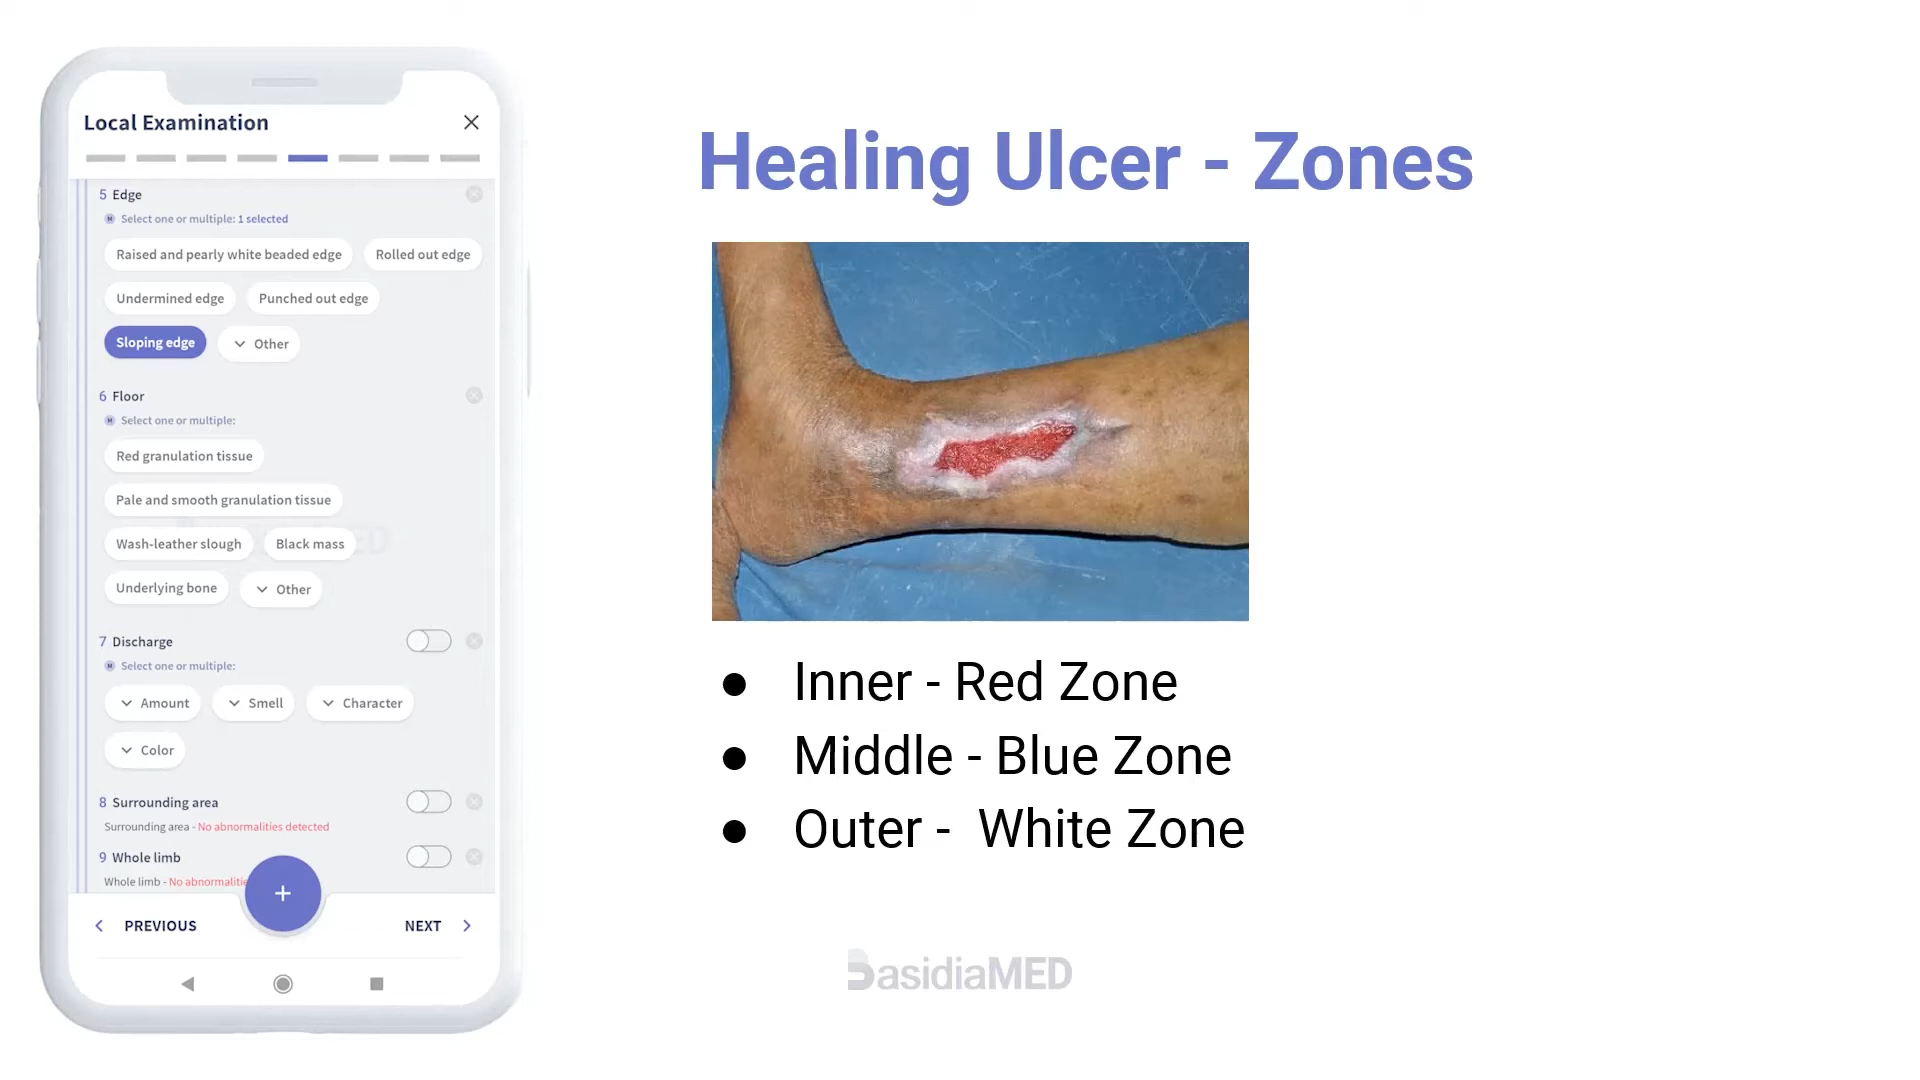 Local Examination
5 Edge
Select one or multiple: 1 selected
Raised and pearly white beaded edge
Rolled out edge
Undermined edge
Punched out edge
Sloping edge
Other
6 Floor
Select one or multiple:
Red granulation tissue
Pale and smooth granulation tissue
Wash-leather slough
Black mass
Underlying bone
Other
7 Discharge
Select one or multiple:
Amount
Smell
Character
Color
8 Surrounding area
Surrounding area - No abnormalities detected
9 Whole limb
Whole limb - No abnormalitie
PREVIOUS
NEXT
Healing Ulcer - Zones
● Inner - Red Zone
● Middle - Blue Zone
● Outer - White Zone
BasidiaMED